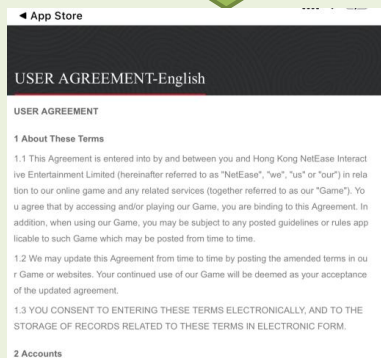 ◀ App Store
USER AGREEMENT-English
USER AGREEMENT
1 About These Terms
1.1 This Agreement is entered into by and between you and Hong Kong NetEase Interact
ive Entertainment Limited (hereinafter referred to as "NetEase", "we", "us" or "our") in rela
tion to our online game and any related services (together referred to as our "Game"). Yo
u agree that by accessing and/or playing our Game, you are binding to this Agreement. In
addition, when using our Game, you may be subject to any posted guidelines or rules app
licable to such Game which may be posted from time to time.
1.2 We may update this Agreement from time to time by posting the amended terms in ou
r Game or websites. Your continued use of our Game will be deemed as your acceptance
of the updated agreement.
1.3 YOU CONSENT TO ENTERING THESE TERMS ELECTRONICALLY, AND TO THE
STORAGE OF RECORDS RELATED TO THESE TERMS IN ELECTRONIC FORM.
2 Accounts